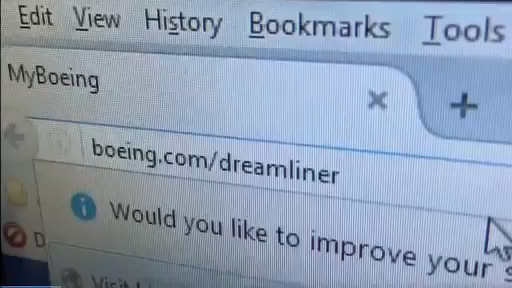 Edit View History Bookmarks Tools
MyBoeing
boeing.com/dreamliner
Would you like to improve your